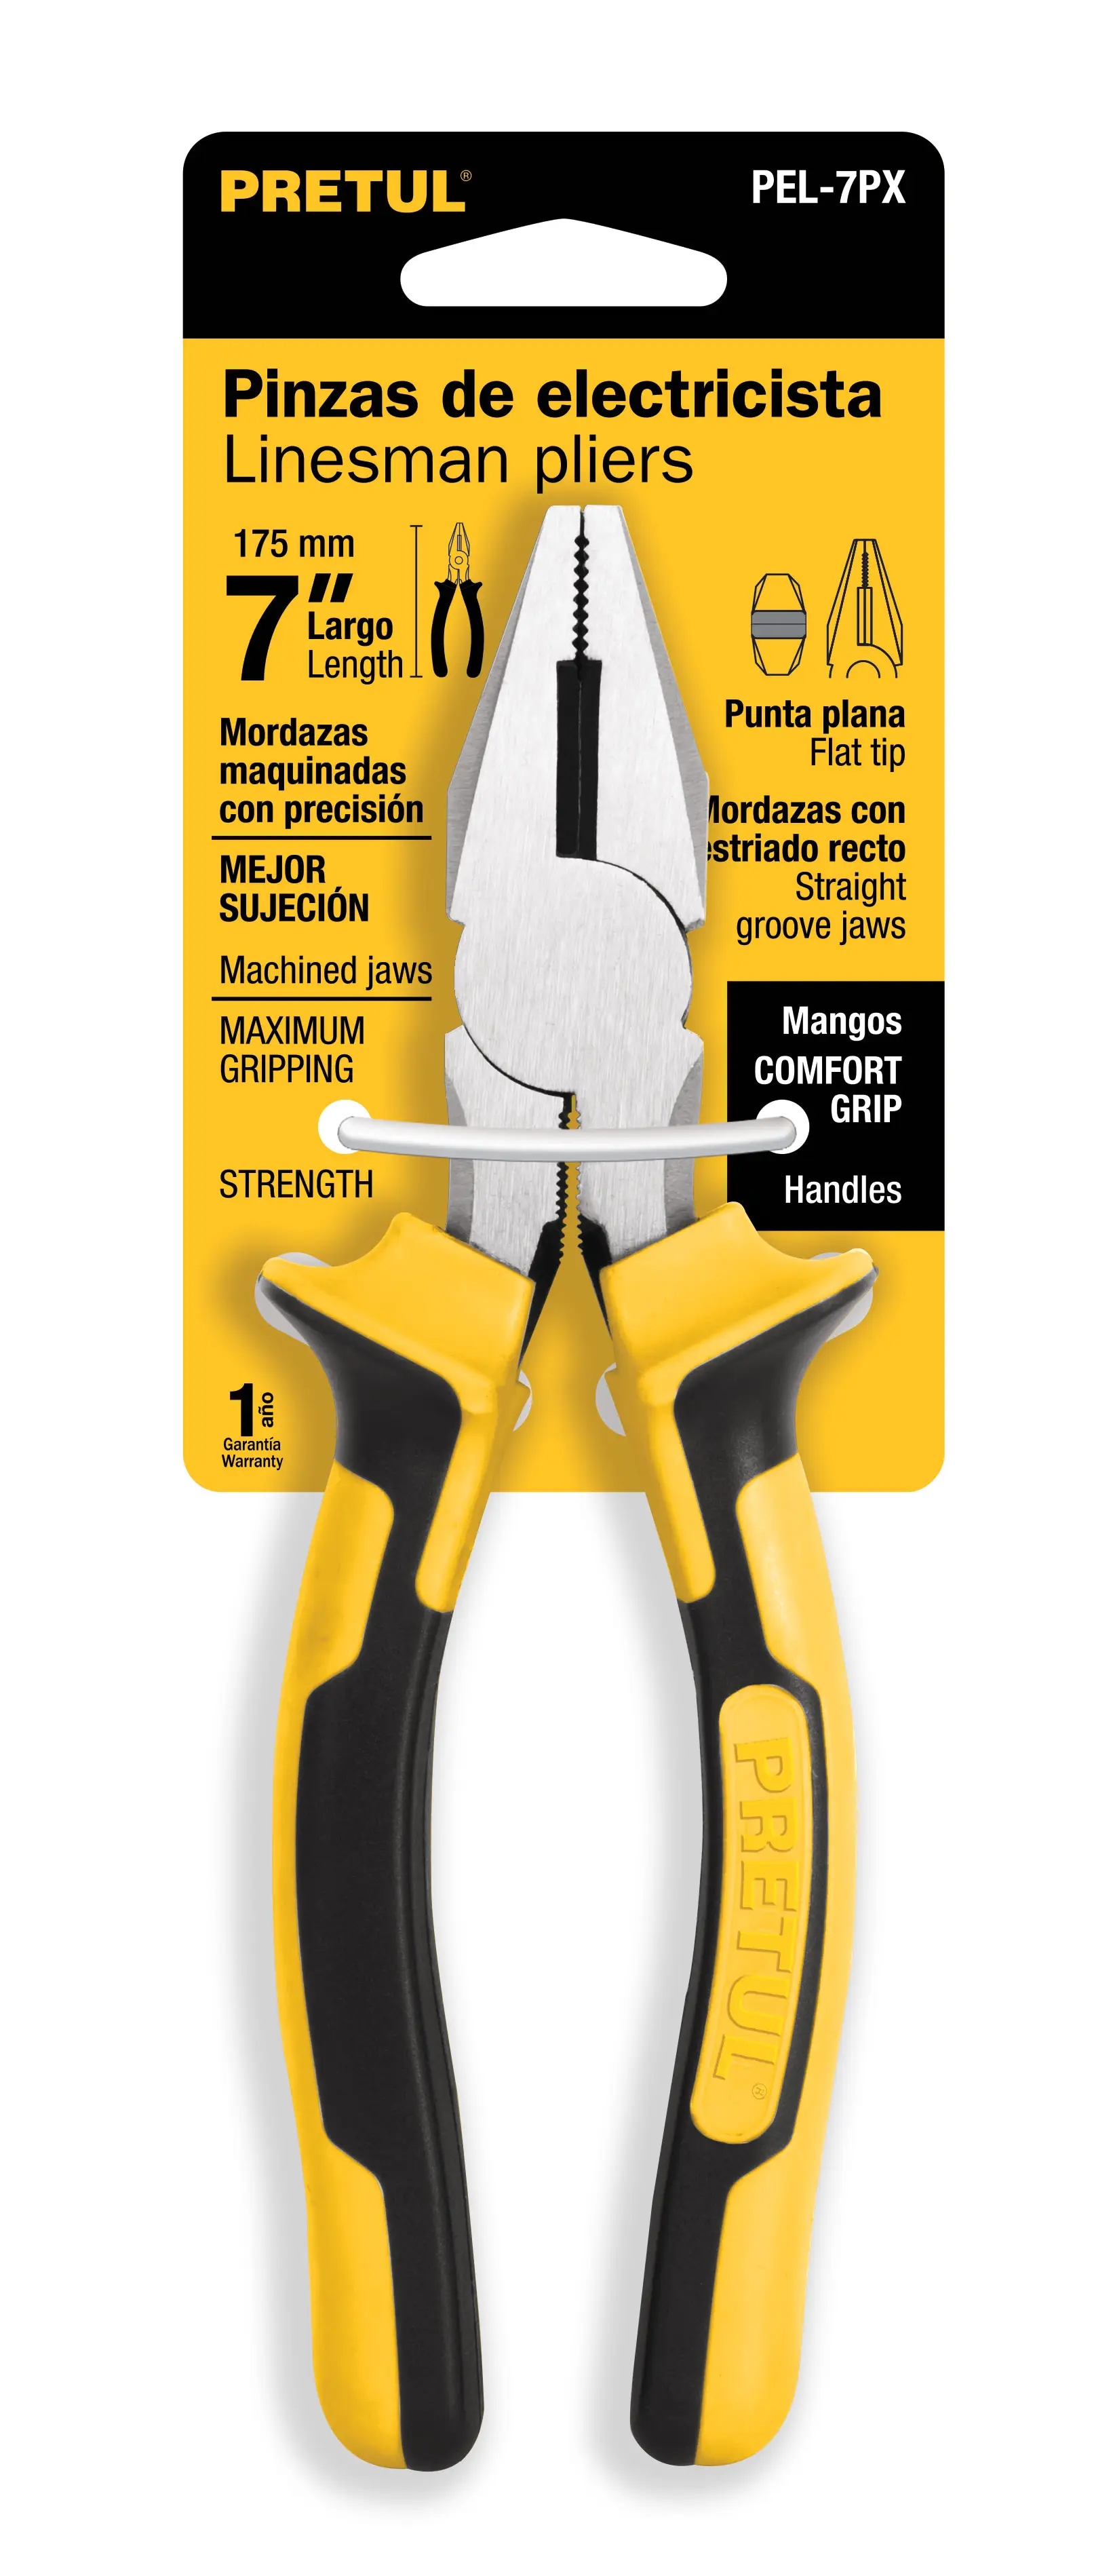 PRETUL®
PEL-7PX
Pinzas de electricista
Linesman pliers
175 mm
7"
Largo
Length
Mordazas
maquinadas
con precisión
MEJOR
SUJECIÓN
Machined jaws
MAXIMUM
GRIPPING
STRENGTH
1 año
Garantía
Warranty
Punta plana
Flat tip
Mordazas con
estriado recto
Straight
groove jaws
Mangos
COMFORT
GRIP
Handles
PRETUL®